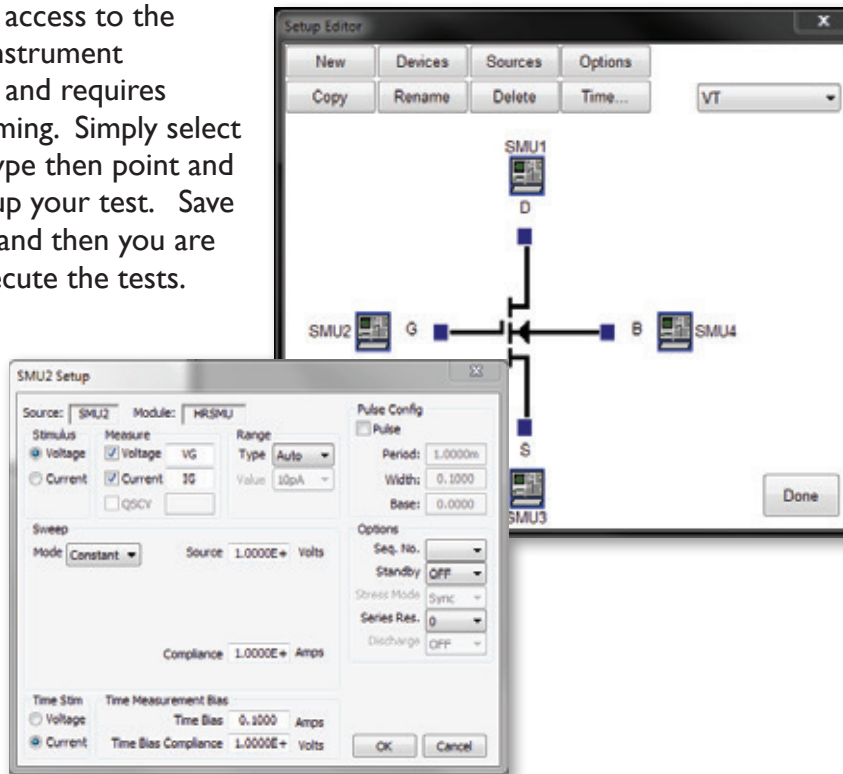 access to the
nstrument
and requires
ming. Simply select
ype then point and
up your test. Save
and then you are
ecute the tests.
Setup Editor
x
New Devices Sources Options
Copy Rename Delete Time... VT
SMU1
D
SMU2 G B SMU4
S
SMU3
Done
SMU2 Setup
Source: SMU2 Module: HRSMU
Stimulus Measure Range
Voltage Voltage VG Type Auto
Current Current IG Value 10pA
QSCV
Pulse Config
Pulse
Period: 1.0000m
Width: 0.1000
Base: 0.0000
Sweep
Mode Constant Source 1.0000E+ Volts
Compliance 1.0000E+ Amps
Options
Seq. No.
Standby OFF
Stress Mode Sync
Series Res. 0
Discharge OFF
Time Stim Time Measurement Bias
Voltage Time Bias 0.1000 Amps
Current Time Bias Compliance 1.0000E+ Volts
OK Cancel